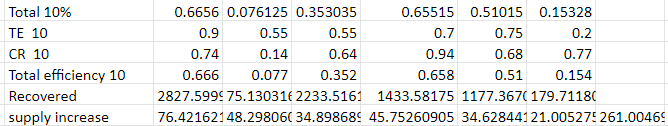 Total 10% 0.6656 0.076125 0.353035 0.65515 0.51015 0.15328
TE 10 0.9 0.55 0.55 0.7 0.75 0.2
CR 10 0.74 0.14 0.64 0.94 0.68 0.77
Total efficiency 10 0.666 0.077 0.352 0.658 0.51 0.154
Recovered 2827.5999 75.130316 2233.5161 1433.58175 1177.3670 179.71180
supply increase 76.421621 48.298060 34.898689 45.75260905 34.628441 21.005275 261.00469